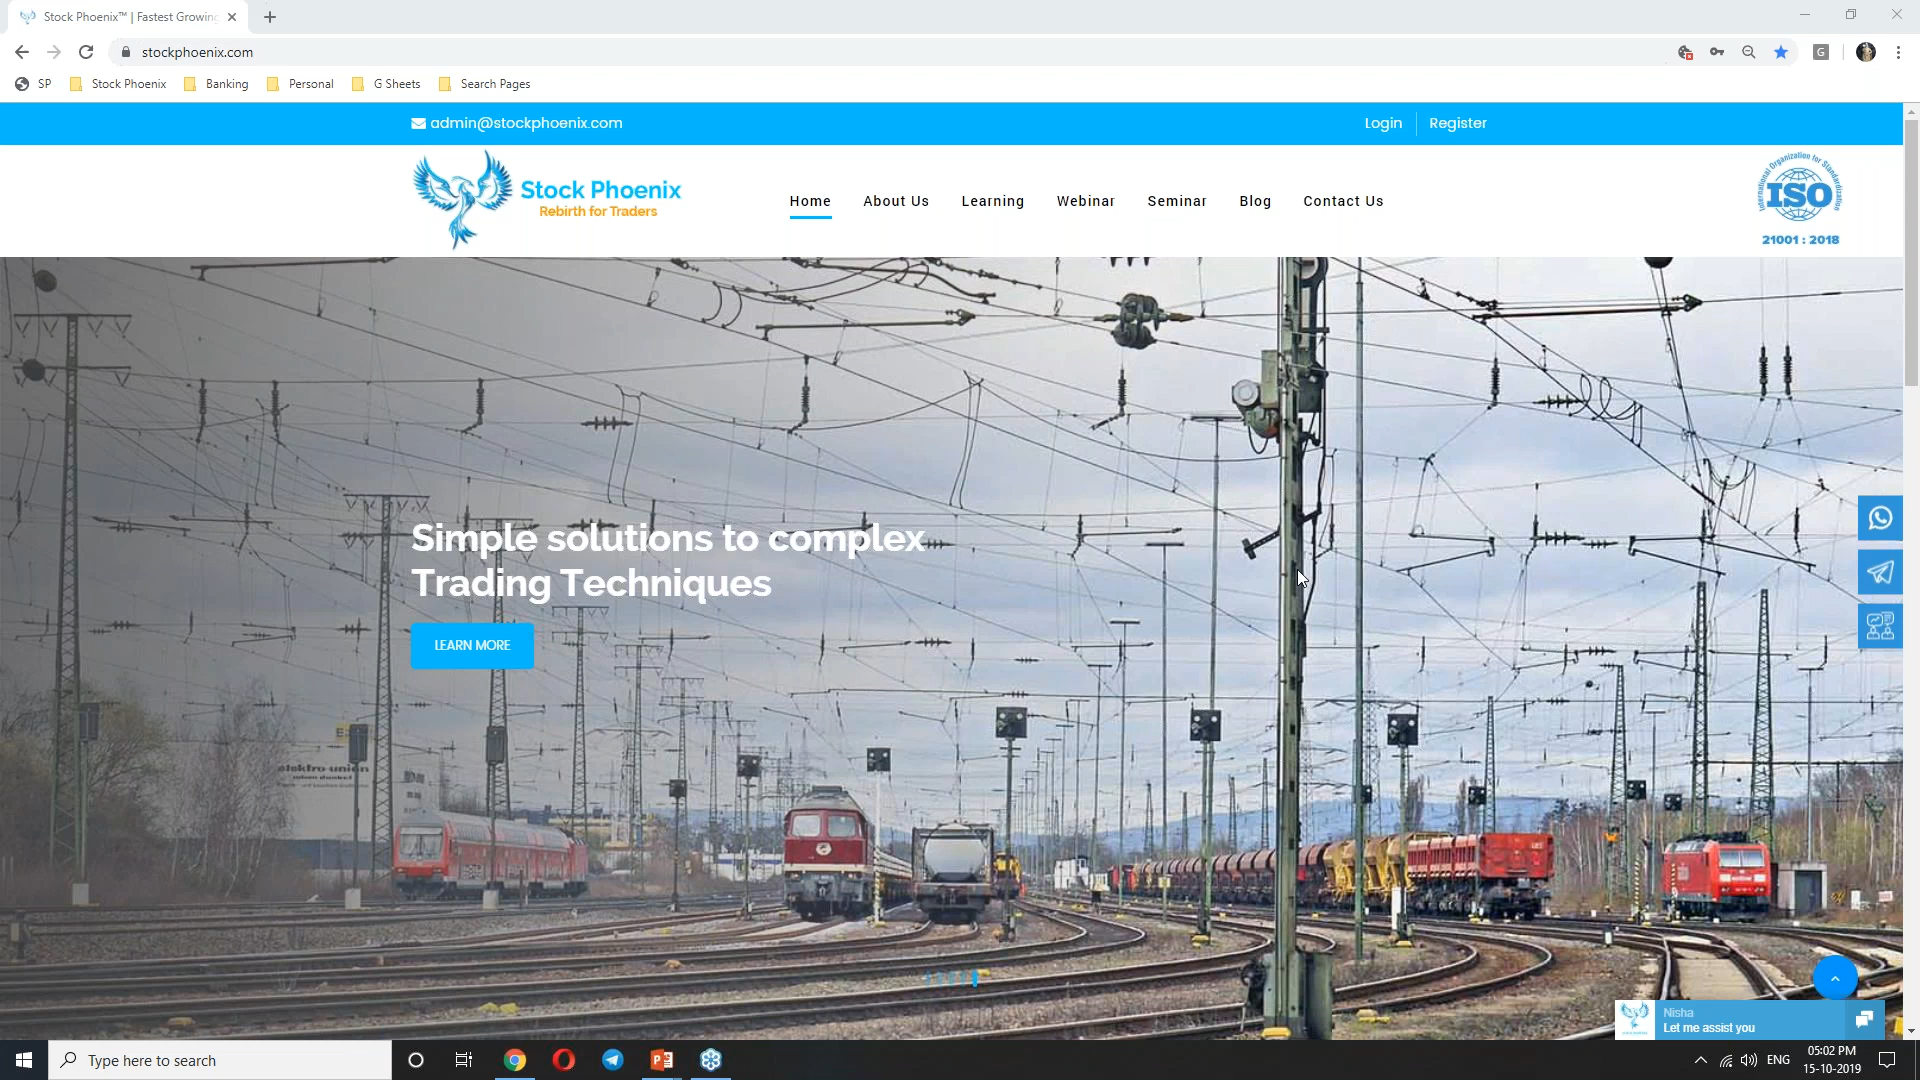 Stock Phoenix™ | Fastest Growing
stockphoenix.com
G
SP
Stock Phoenix
Banking
Personal
G Sheets
Search Pages
admin@stockphoenix.com
Login
Register
Stock Phoenix
Rebirth for Traders
Home
About Us
Learning
Webinar
Seminar
Blog
Contact Us
International Organization for Standardization
ISO
21001 : 2018
Simple solutions to complex
Trading Techniques
LEARN MORE
elektro-union
Nisha
Let me assist you
Type here to search
ENG
05:02 PM
15-10-2019